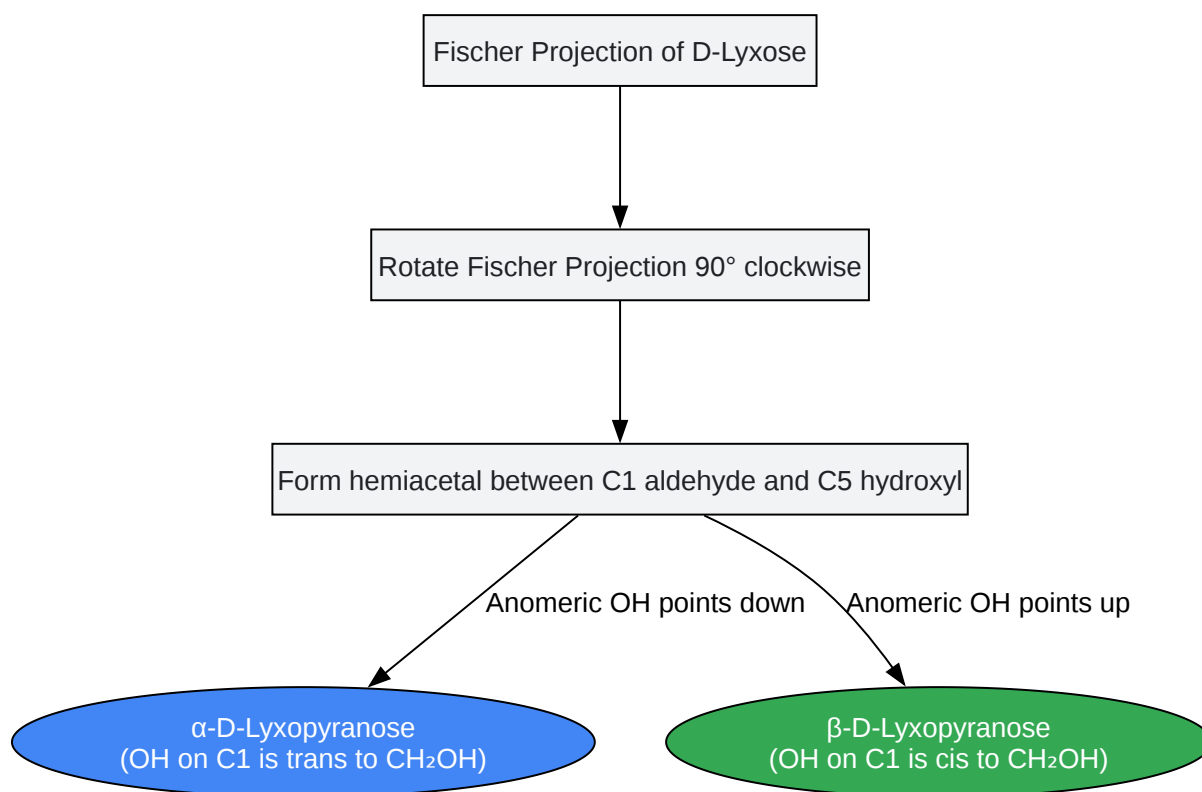 Fischer Projection of D-Lyxose
Rotate Fischer Projection 90° clockwise
Form hemiacetal between C1 aldehyde and C5 hydroxyl
Anomeric OH points down
Anomeric OH points up
α-D-Lyxopyranose
(OH on C1 is trans to CH₂OH)
β-D-Lyxopyranose
(OH on C1 is cis to CH₂OH)